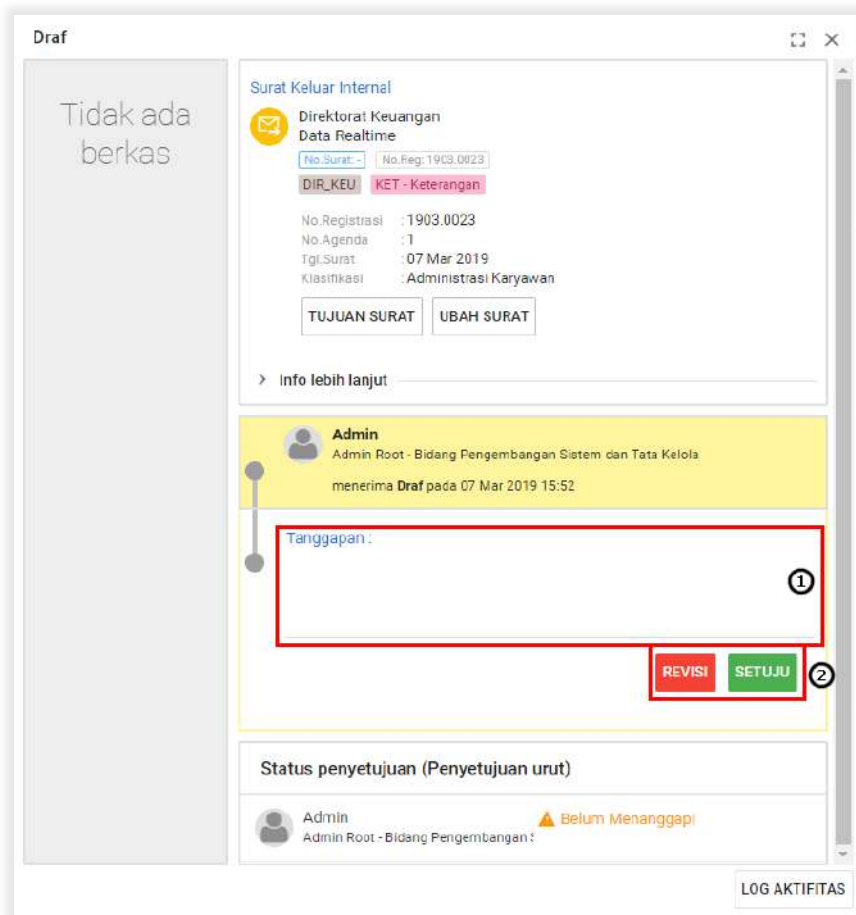 Draf
Tidak ada
berkas
Surat Keluar Internal
Direktorat Keuangan
Data Realtime
No.Surat: - No.Reg: 1903.0023
DIR_KEU KET - Keterangan
No.Registrasi : 1903.0023
No.Agenda : 1
Tgl.Surat : 07 Mar 2019
Klasifikasi : Administrasi Karyawan
TUJUAN SURAT UBAH SURAT
Info lebih lanjut
Admin
Admin Root - Bidang Pengembangan Sistem dan Tata Kelola
menerima Draf pada 07 Mar 2019 15:52
Tanggapan :
1
REVISI SETUJU 2
Status penyetujuan (Penyetujuan urut)
Admin Belum Menanggapi
Admin Root - Bidang Pengembangan
LOG AKTIFITAS